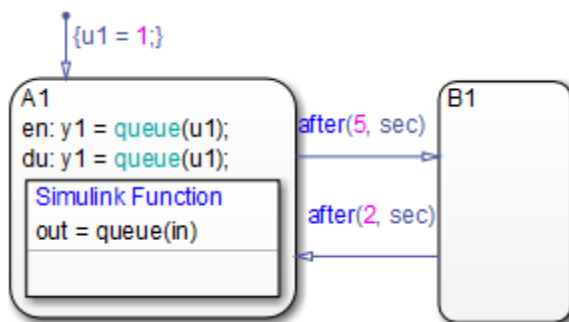 {u1 = 1;}
A1
en: y1 = queue(u1);
du: y1 = queue(u1);
Simulink Function
out = queue(in)
after(5, sec)
after(2, sec)
B1